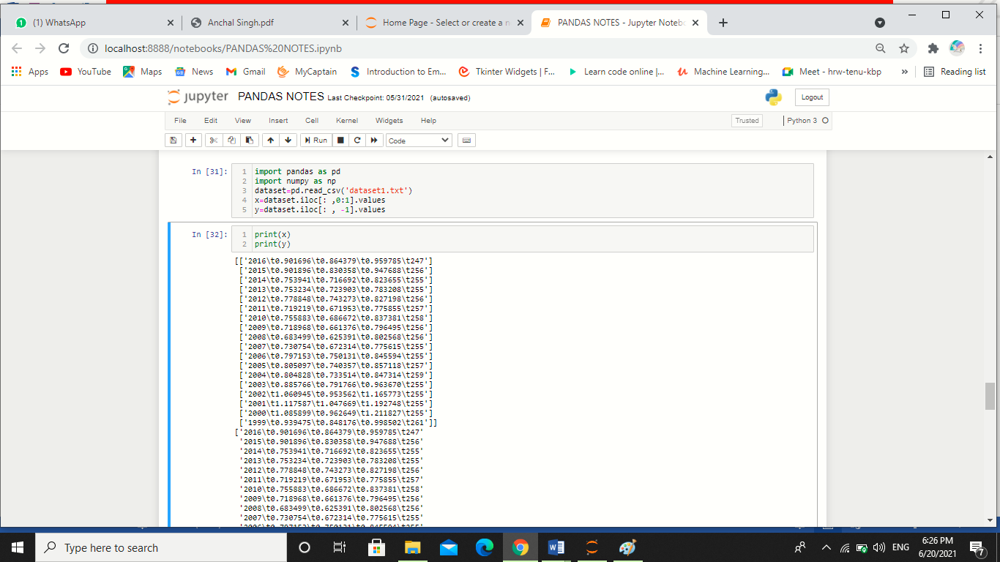 (1) WhatsApp
Anchal Singh.pdf
Home Page - Select or create a n
PANDAS NOTES - Jupyter Notebo
localhost:8888/notebooks/PANDAS%20NOTES.ipynb
Apps YouTube Maps News Gmail MyCaptain Introduction to Em... Tkinter Widgets | F... Learn code online |... Machine Learning... Meet - hrw-tenu-kbp » Reading list
jupyter PANDAS NOTES Last Checkpoint: 05/31/2021 (autosaved) Logout
File Edit View Insert Cell Kernel Widgets Help Trusted Python 3
Run Code
In [31]: 1 import pandas as pd
2 import numpy as np
3 dataset=pd.read_csv('dataset1.txt')
4 x=dataset.iloc[: ,0:1].values
5 y=dataset.iloc[: , -1].values
In [32]: 1 print(x)
2 print(y)
[['2016\t0.901696\t0.864379\t0.959785\t247']
['2015\t0.901896\t0.830358\t0.947688\t256']
['2014\t0.753941\t0.716692\t0.823655\t255']
['2013\t0.753234\t0.723903\t0.783208\t255']
['2012\t0.778848\t0.743273\t0.827198\t256']
['2011\t0.719219\t0.671953\t0.775855\t257']
['2010\t0.755883\t0.686672\t0.837381\t258']
['2009\t0.718968\t0.661376\t0.796495\t256']
['2008\t0.683499\t0.625391\t0.802568\t256']
['2007\t0.730754\t0.672314\t0.775615\t255']
['2006\t0.797153\t0.750131\t0.845594\t255']
['2005\t0.805097\t0.740357\t0.857118\t257']
['2004\t0.804828\t0.733514\t0.847314\t259']
['2003\t0.885766\t0.791766\t0.963670\t255']
['2002\t1.060945\t0.953562\t1.165773\t255']
['2001\t1.117587\t1.047669\t1.192748\t255']
['2000\t1.085899\t0.962649\t1.211827\t255']
['1999\t0.939475\t0.848176\t0.998502\t261']]
['2016\t0.901696\t0.864379\t0.959785\t247'
'2015\t0.901896\t0.830358\t0.947688\t256'
'2014\t0.753941\t0.716692\t0.823655\t255'
'2013\t0.753234\t0.723903\t0.783208\t255'
'2012\t0.778848\t0.743273\t0.827198\t256'
'2011\t0.719219\t0.671953\t0.775855\t257'
'2010\t0.755883\t0.686672\t0.837381\t258'
'2009\t0.718968\t0.661376\t0.796495\t256'
'2008\t0.683499\t0.625391\t0.802568\t256'
'2007\t0.730754\t0.672314\t0.775615\t255'
Type here to search
ENG
6:26 PM
6/20/2021
7